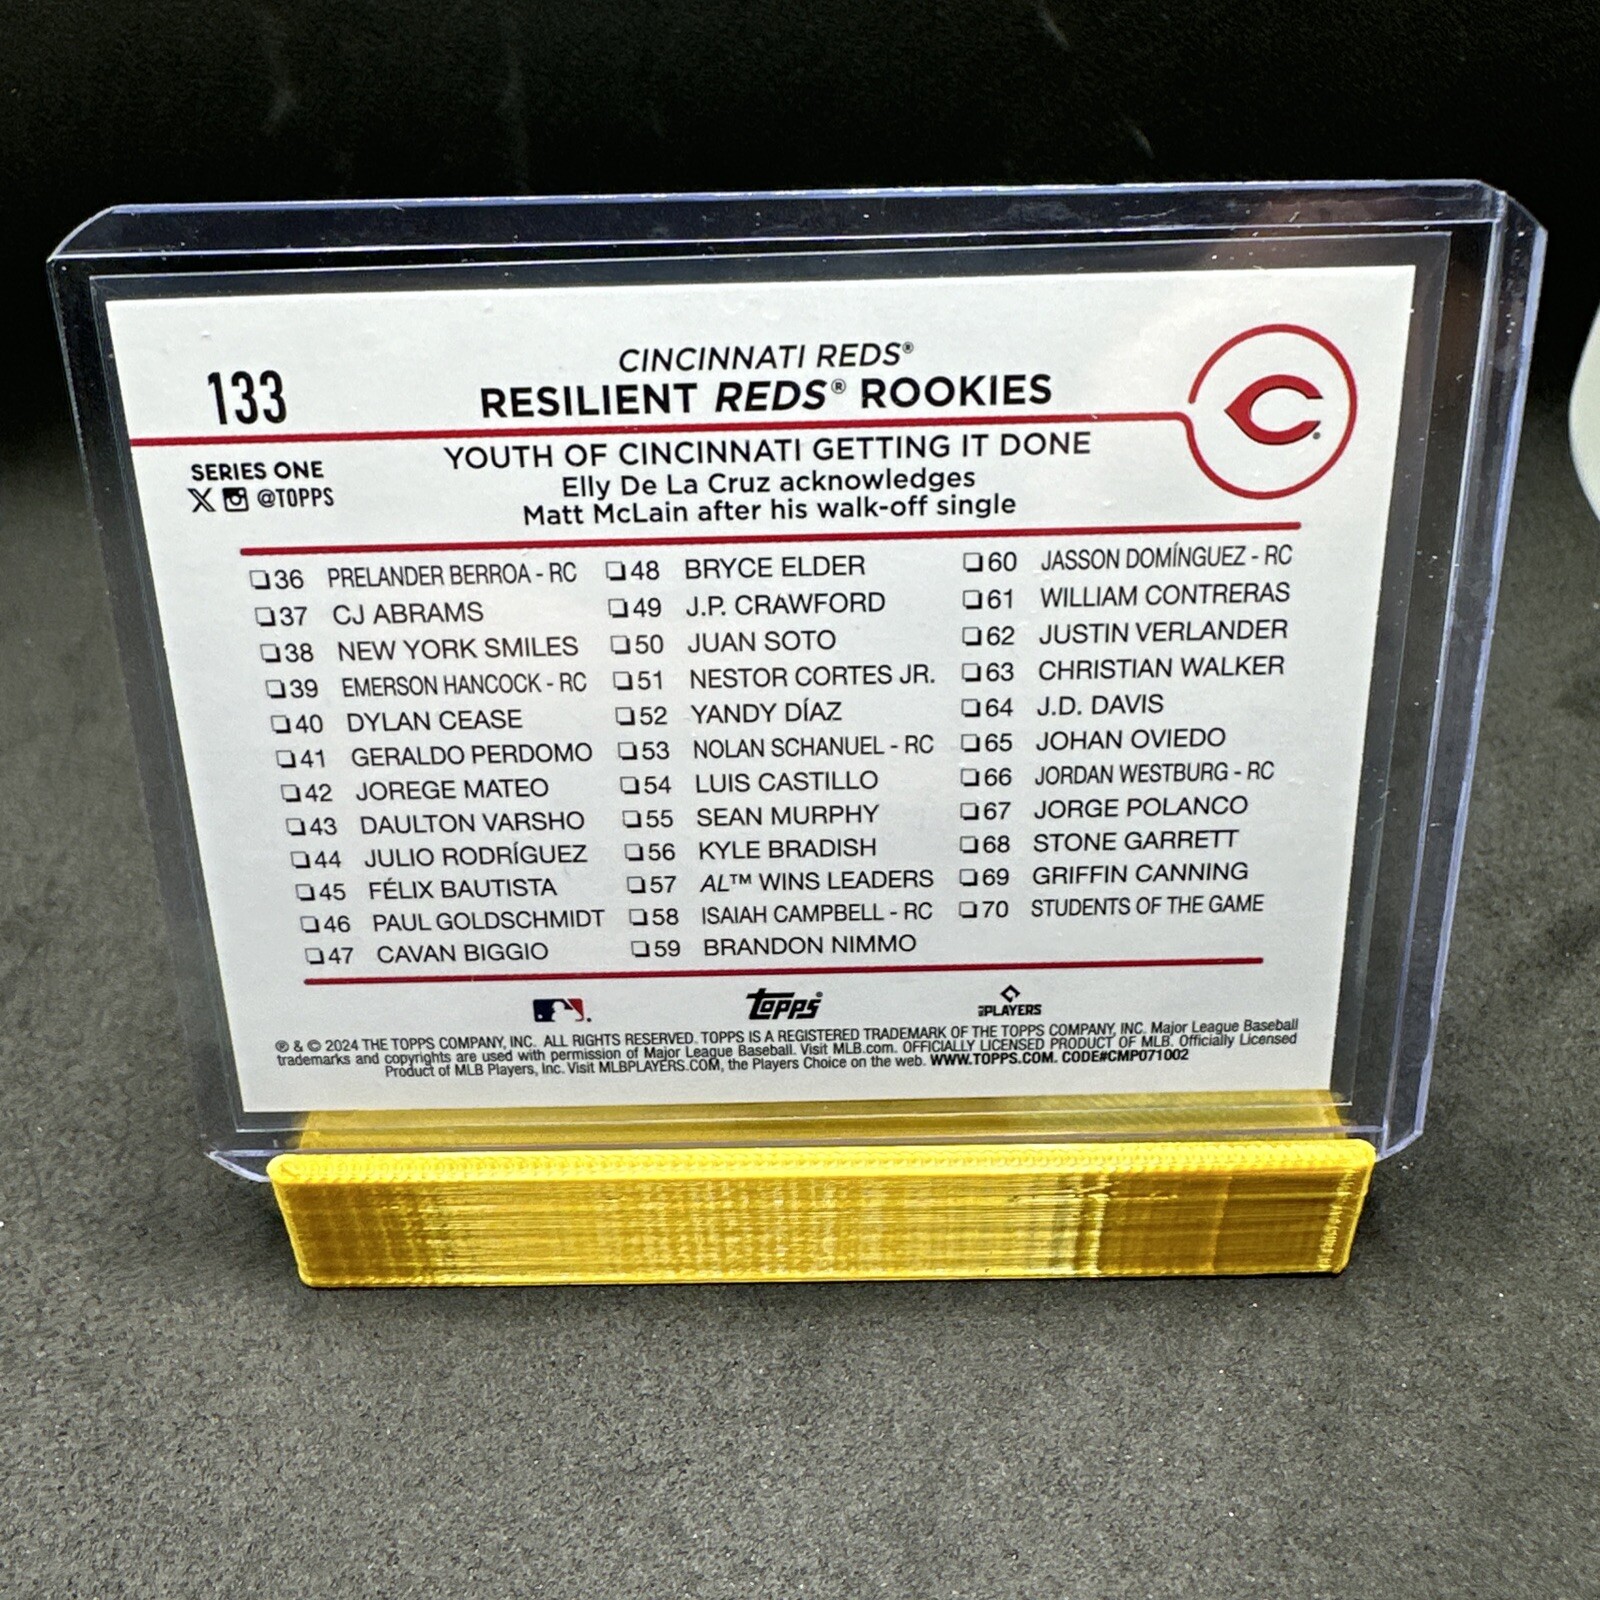 133
CINCINNATI REDS®
RESILIENT REDS® ROOKIES
C
SERIES ONE
@TOPPS
YOUTH OF CINCINNATI GETTING IT DONE
Elly De La Cruz acknowledges
Matt McLain after his walk-off single
36 PRELANDER BERROA - RC
37 CJ ABRAMS
38 NEW YORK SMILES
39 EMERSON HANCOCK - RC
40 DYLAN CEASE
41 GERALDO PERDOMO
42 JOREGE MATEO
43 DAULTON VARSHO
44 JULIO RODRÍGUEZ
45 FÉLIX BAUTISTA
46 PAUL GOLDSCHMIDT
47 CAVAN BIGGIO
48 BRYCE ELDER
49 J.P. CRAWFORD
50 JUAN SOTO
51 NESTOR CORTES JR.
52 YANDY DÍAZ
53 NOLAN SCHANUEL - RC
54 LUIS CASTILLO
55 SEAN MURPHY
56 KYLE BRADISH
57 AL™ WINS LEADERS
58 ISAIAH CAMPBELL - RC
59 BRANDON NIMMO
60 JASSON DOMÍNGUEZ - RC
61 WILLIAM CONTRERAS
62 JUSTIN VERLANDER
63 CHRISTIAN WALKER
64 J.D. DAVIS
65 JOHAN OVIEDO
66 JORDAN WESTBURG - RC
67 JORGE POLANCO
68 STONE GARRETT
69 GRIFFIN CANNING
70 STUDENTS OF THE GAME
topps®
PLAYERS
® & © 2024 THE TOPPS COMPANY, INC. ALL RIGHTS RESERVED. TOPPS IS A REGISTERED TRADEMARK OF THE TOPPS COMPANY, INC. Major League Baseball
trademarks and copyrights are used with permission of Major League Baseball. Visit MLB.com. OFFICIALLY LICENSED PRODUCT OF MLB. Officially Licensed
Product of MLB Players, Inc. Visit MLBPLAYERS.COM, the Players Choice on the web. WWW.TOPPS.COM. CODE#CMP071002